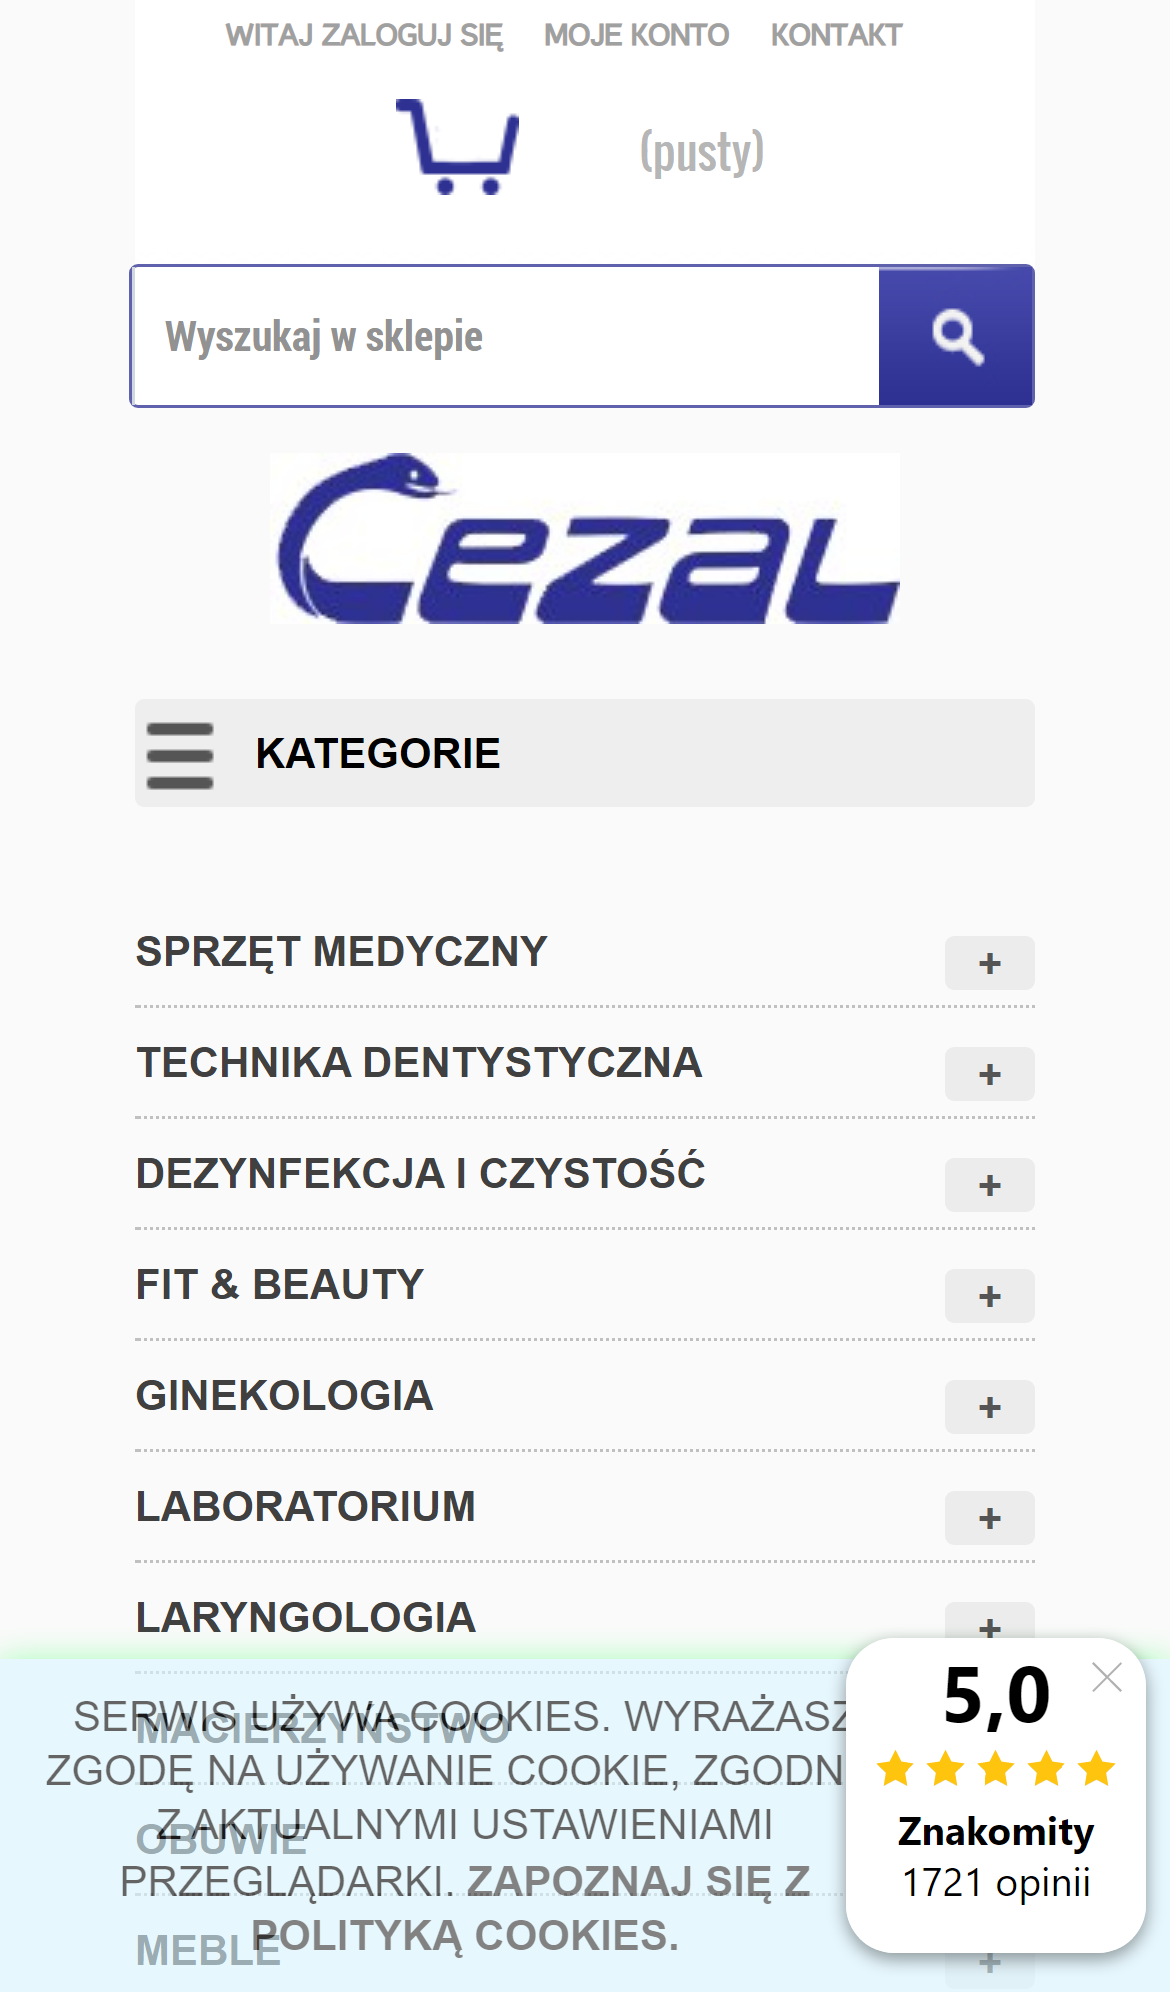 WITAJ ZALOGUJ SIĘ MOJE KONTO KONTAKT
(pusty)
Wyszukaj w sklepie
Cezal
KATEGORIE
SPRZĘT MEDYCZNY +
TECHNIKA DENTYSTYCZNA +
DEZYNFEKCJA I CZYSTOŚĆ +
FIT & BEAUTY +
GINEKOLOGIA +
LABORATORIUM +
LARYNGOLOGIA +
MACIERZYŃSTWO
OBUWIE
MEBLE +
SERWIS UŻYWA COOKIES. WYRAŻASZ
ZGODĘ NA UŻYWANIE COOKIE, ZGODN
Z AKTUALNYMI USTAWIENIAMI
PRZEGLĄDARKI. ZAPOZNAJ SIĘ Z
POLITYKĄ COOKIES.
5,0
Znakomity
1721 opinii